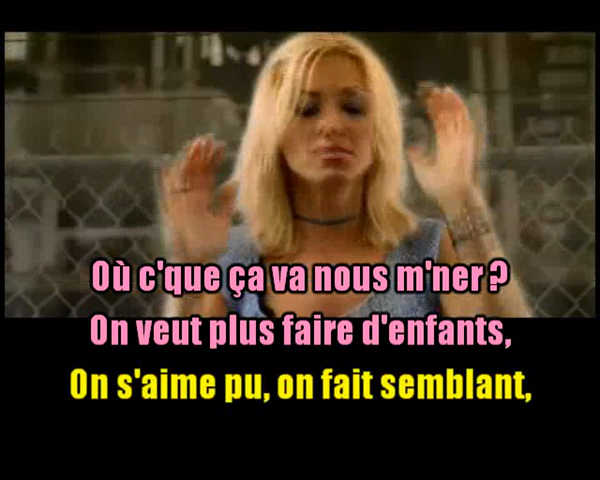 Où c'que ça va nous m'ner ?
On veut plus faire d'enfants,
On s'aime pu, on fait semblant,